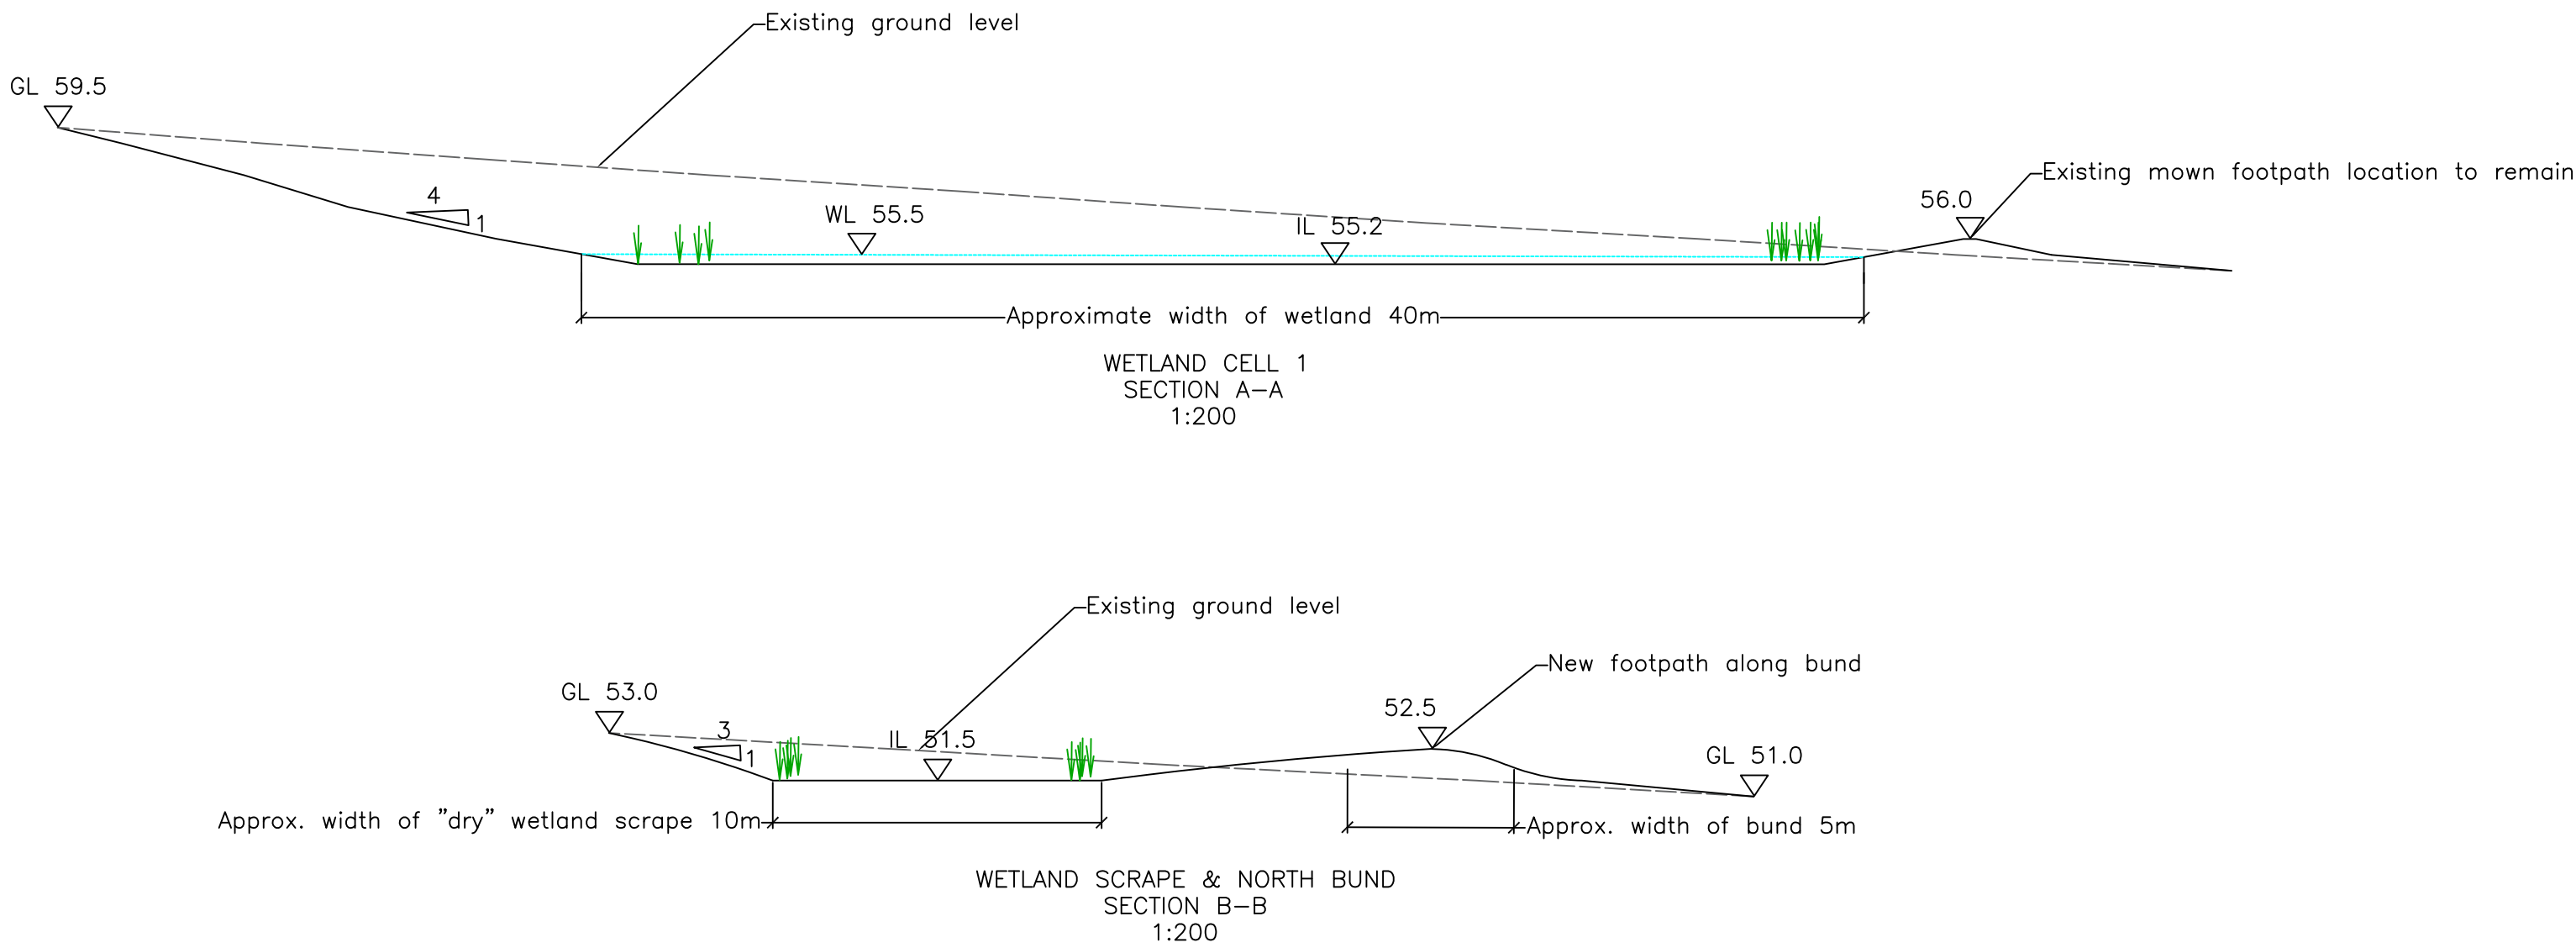 Existing ground level
GL 59.5
Existing mown footpath location to remain
4
1
56.0
WL 55.5
IL 55.2
Approximate width of wetland 40m
WETLAND CELL 1
SECTION A-A
1:200
Existing ground level
New footpath along bund
GL 53.0
52.5
3
1
IL 51.5
GL 51.0
Approx. width of "dry" wetland scrape 10m
Approx. width of bund 5m
WETLAND SCRAPE & NORTH BUND
SECTION B-B
1:200